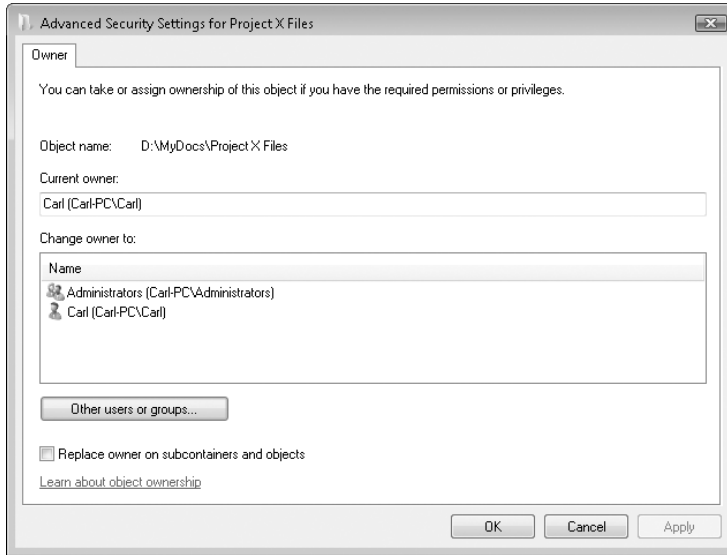 Advanced Security Settings for Project X Files
Owner
You can take or assign ownership of this object if you have the required permissions or privileges.
Object name: D:\MyDocs\Project X Files
Current owner:
Carl (Carl-PC\Carl)
Change owner to:
Name
Administrators (Carl-PC\Administrators)
Carl (Carl-PC\Carl)
Other users or groups...
Replace owner on subcontainers and objects
Learn about object ownership
OK Cancel Apply